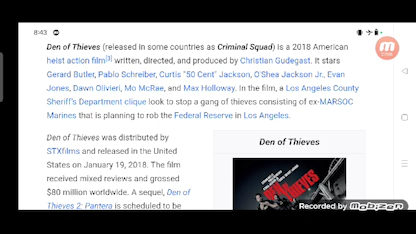 8:43
Den of Thieves (released in some countries as Criminal Squad) is a 2018 American
heist action film[3] written, directed, and produced by Christian Gudegast. It stars
Gerard Butler, Pablo Schreiber, Curtis "50 Cent" Jackson, O'Shea Jackson Jr., Evan
Jones, Dawn Olivieri, Mo McRae, and Max Holloway. In the film, a Los Angeles County
Sheriff's Department clique look to stop a gang of thieves consisting of ex-MARSOC
Marines that is planning to rob the Federal Reserve in Los Angeles.
Den of Thieves was distributed by
STXfilms and released in the United
States on January 19, 2018. The film
received mixed reviews and grossed
$80 million worldwide. A sequel, Den of
Thieves 2: Pantera is scheduled to be
Den of Thieves
DEN OF
THIEVES
Recorded by Mobizen